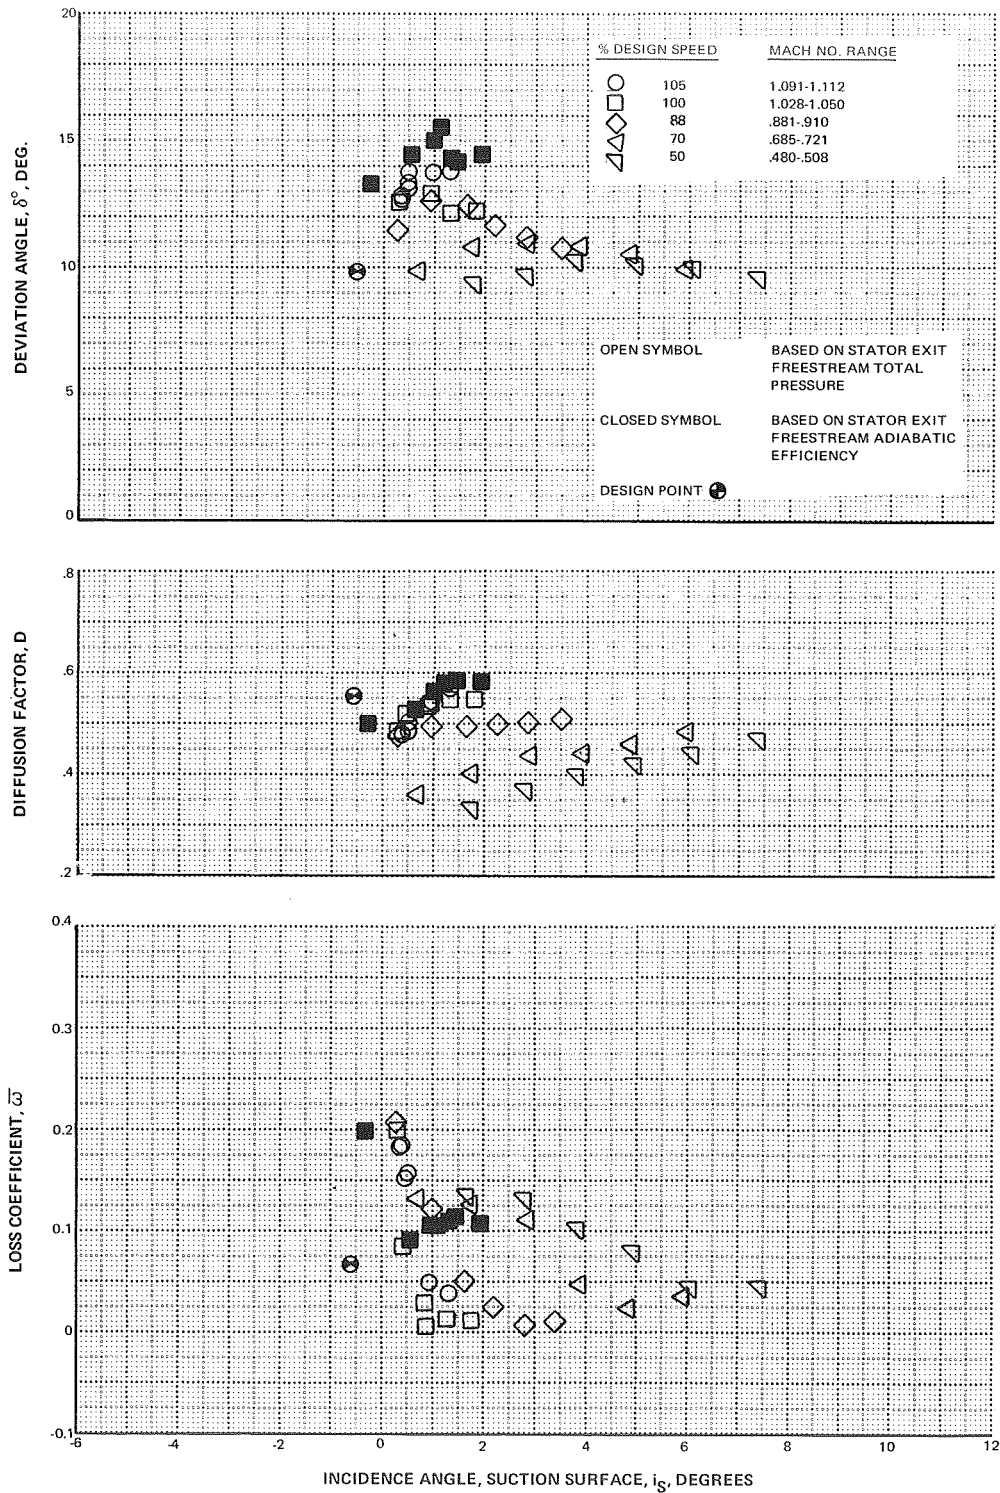 20
15
10
5
0
DEVIATION ANGLE, δ°, DEG.
% DESIGN SPEED MACH NO. RANGE
105 1.091-1.112
100 1.028-1.050
88 .881-.910
70 .685-.721
50 .480-.508
OPEN SYMBOL BASED ON STATOR EXIT
FREESTREAM TOTAL
PRESSURE
CLOSED SYMBOL BASED ON STATOR EXIT
FREESTREAM ADIABATIC
EFFICIENCY
DESIGN POINT
.8
.6
.4
.2
DIFFUSION FACTOR, D
0.4
0.3
0.2
0.1
0
-0.1
LOSS COEFFICIENT, ω̅
-6 -4 -2 0 2 4 6 8 10 12
INCIDENCE ANGLE, SUCTION SURFACE, iS, DEGREES